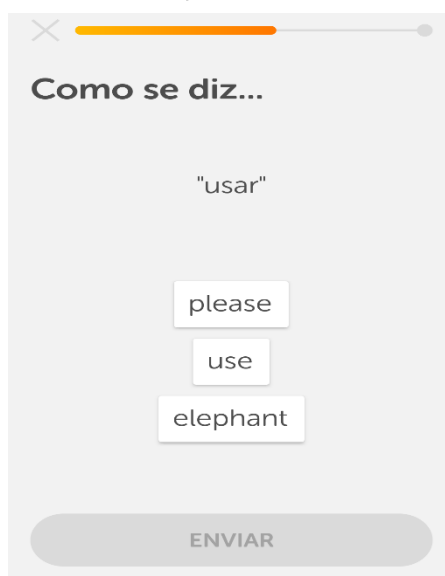 Como se diz...
"usar"
please
use
elephant
ENVIAR